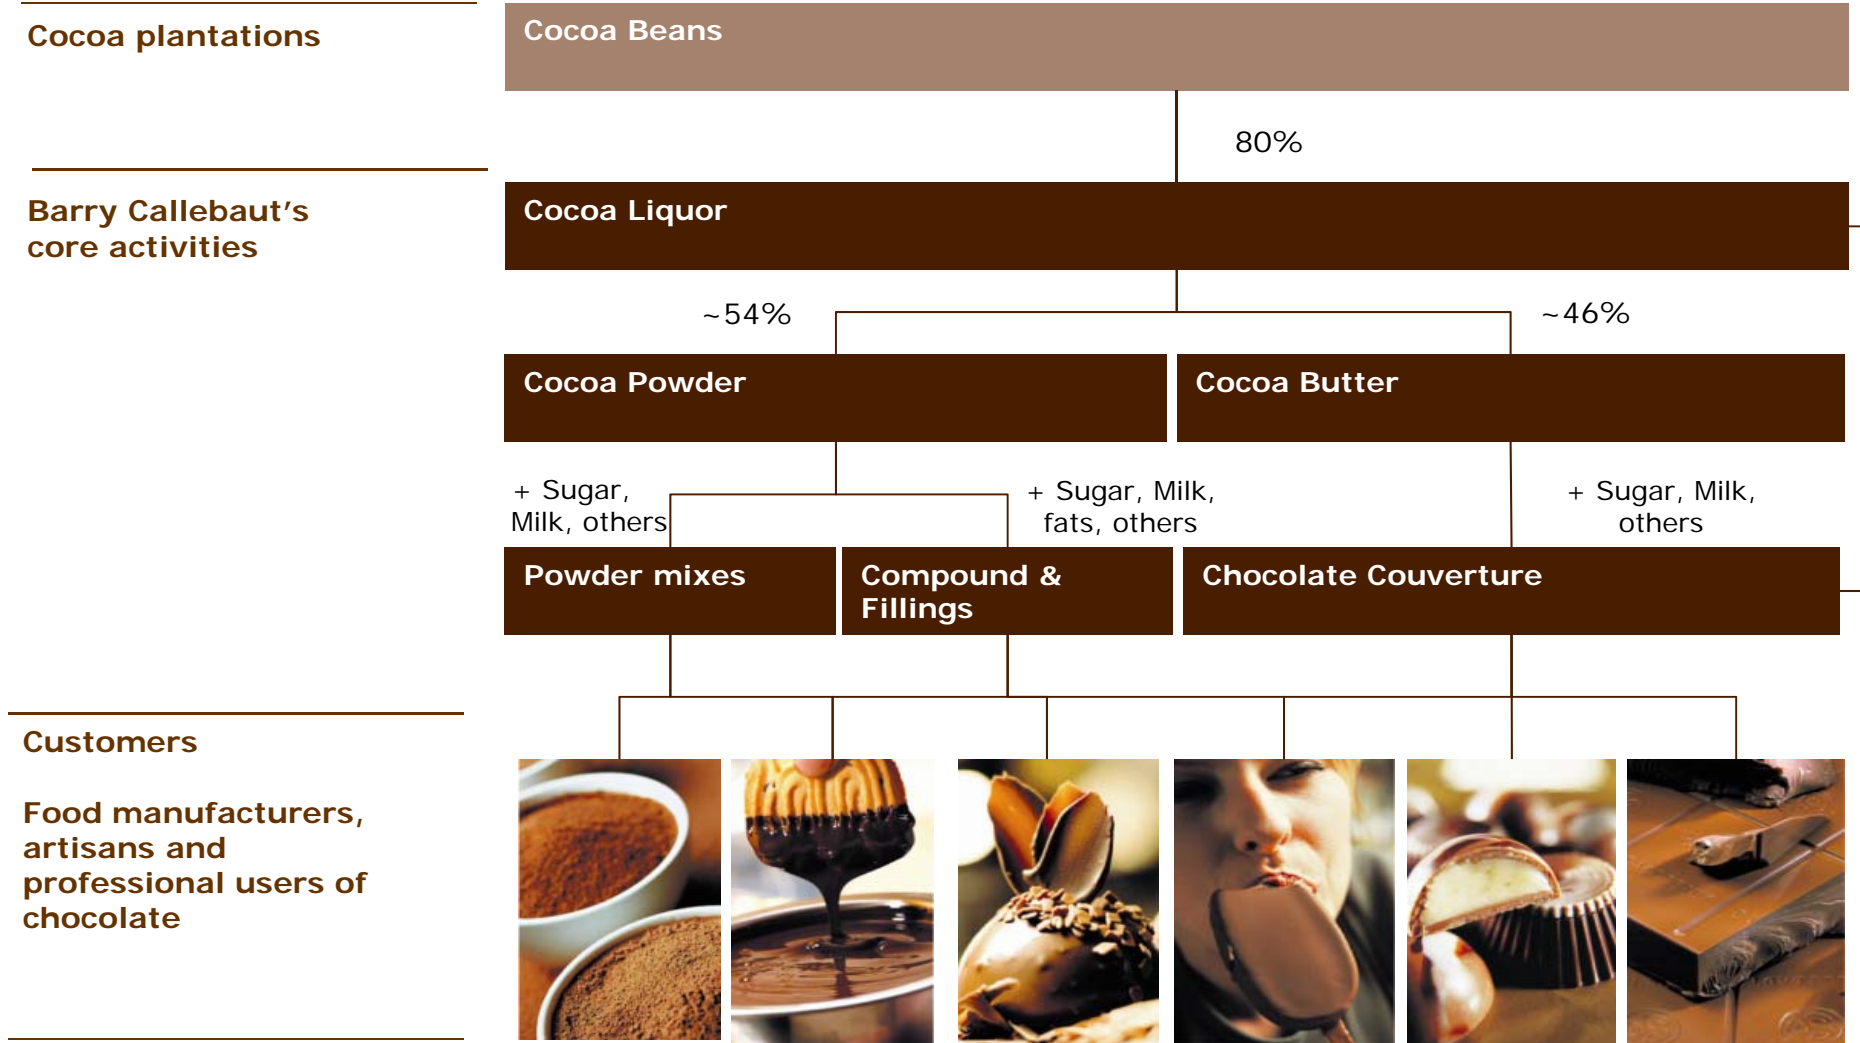 Cocoa plantations
Cocoa Beans
80%
Barry Callebaut’s
core activities
Cocoa Liquor
~54%
~46%
Cocoa Powder
Cocoa Butter
+ Sugar,
Milk, others
+ Sugar, Milk,
fats, others
+ Sugar, Milk,
others
Powder mixes
Compound &
Fillings
Chocolate Couverture
Customers
Food manufacturers,
artisans and
professional users of
chocolate